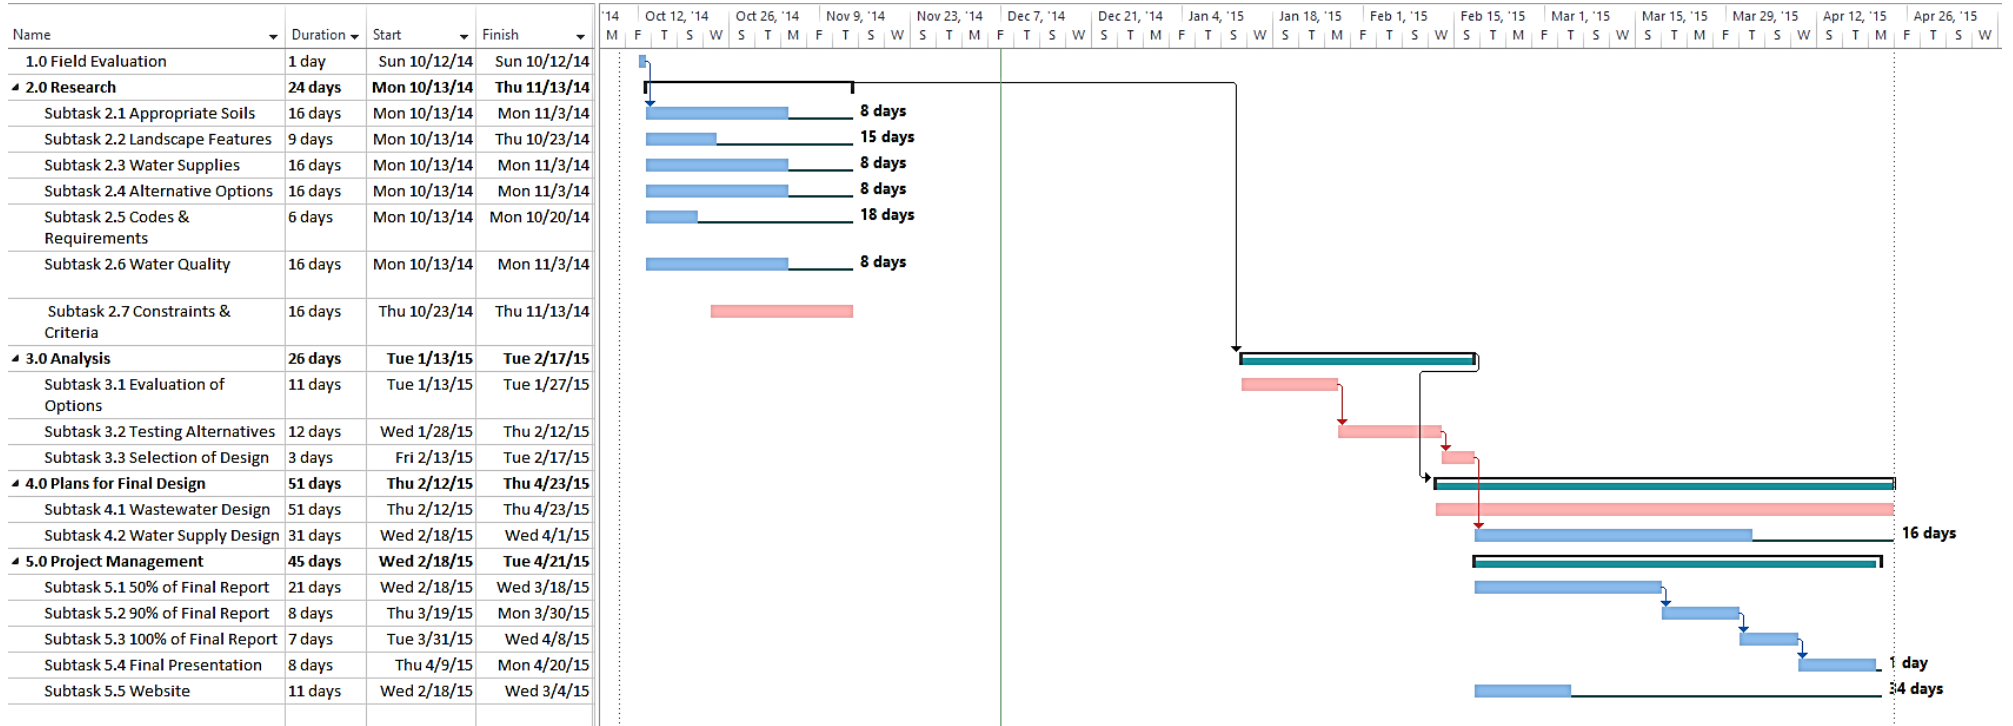 '14 Oct 12, '14 Oct 26, '14 Nov 9, '14 Nov 23, '14 Dec 7, '14 Dec 21, '14 Jan 4, '15 Jan 18, '15 Feb 1, '15 Feb 15, '15 Mar 1, '15 Mar 15, '15 Mar 29, '15 Apr 12, '15 Apr 26, '15
Name Duration Start Finish M F T S W S T M F T S W S T M F T S W S T M F T S W S T M F T S W S T M F T S W S T M F S W
1.0 Field Evaluation 1 day Sun 10/12/14 Sun 10/12/14
2.0 Research 24 days Mon 10/13/14 Thu 11/13/14
Subtask 2.1 Appropriate Soils 16 days Mon 10/13/14 Mon 11/3/14 8 days
Subtask 2.2 Landscape Features 9 days Mon 10/13/14 Thu 10/23/14 15 days
Subtask 2.3 Water Supplies 16 days Mon 10/13/14 Mon 11/3/14 8 days
Subtask 2.4 Alternative Options 16 days Mon 10/13/14 Mon 11/3/14 8 days
Subtask 2.5 Codes & 6 days Mon 10/13/14 Mon 10/20/14 18 days
Requirements
Subtask 2.6 Water Quality 16 days Mon 10/13/14 Mon 11/3/14 8 days
Subtask 2.7 Constraints & 16 days Thu 10/23/14 Thu 11/13/14
Criteria
3.0 Analysis 26 days Tue 1/13/15 Tue 2/17/15
Subtask 3.1 Evaluation of 11 days Tue 1/13/15 Tue 1/27/15
Options
Subtask 3.2 Testing Alternatives 12 days Wed 1/28/15 Thu 2/12/15
Subtask 3.3 Selection of Design 3 days Fri 2/13/15 Tue 2/17/15
4.0 Plans for Final Design 51 days Thu 2/12/15 Thu 4/23/15
Subtask 4.1 Wastewater Design 51 days Thu 2/12/15 Thu 4/23/15
Subtask 4.2 Water Supply Design 31 days Wed 2/18/15 Wed 4/1/15 16 days
5.0 Project Management 45 days Wed 2/18/15 Tue 4/21/15
Subtask 5.1 50% of Final Report 21 days Wed 2/18/15 Wed 3/18/15
Subtask 5.2 90% of Final Report 8 days Thu 3/19/15 Mon 3/30/15
Subtask 5.3 100% of Final Report 7 days Tue 3/31/15 Wed 4/8/15
Subtask 5.4 Final Presentation 8 days Thu 4/9/15 Mon 4/20/15 1 day
Subtask 5.5 Website 11 days Wed 2/18/15 Wed 3/4/15 34 days